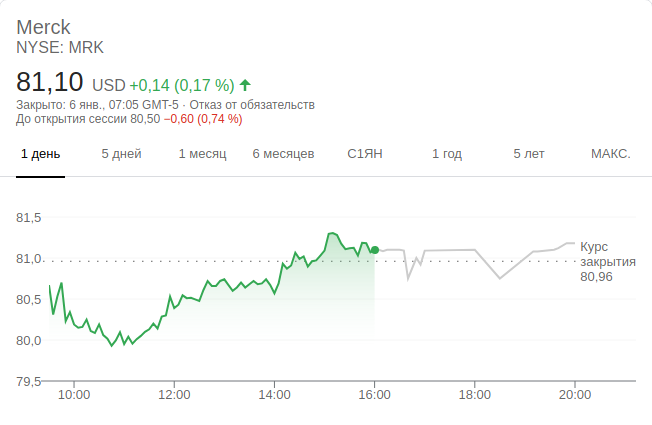 Merck
NYSE: MRK
81,10 USD +0,14 (0,17 %)
Закрыто: 6 янв., 07:05 GMT-5 · Отказ от обязательств
До открытия сессии 80,50 −0,60 (0,74 %)
1 день 5 дней 1 месяц 6 месяцев С1ЯН 1 год 5 лет МАКС.
81,5
81,0
80,5
80,0
79,5
Курс
закрытия
80,96
10:00 12:00 14:00 16:00 18:00 20:00